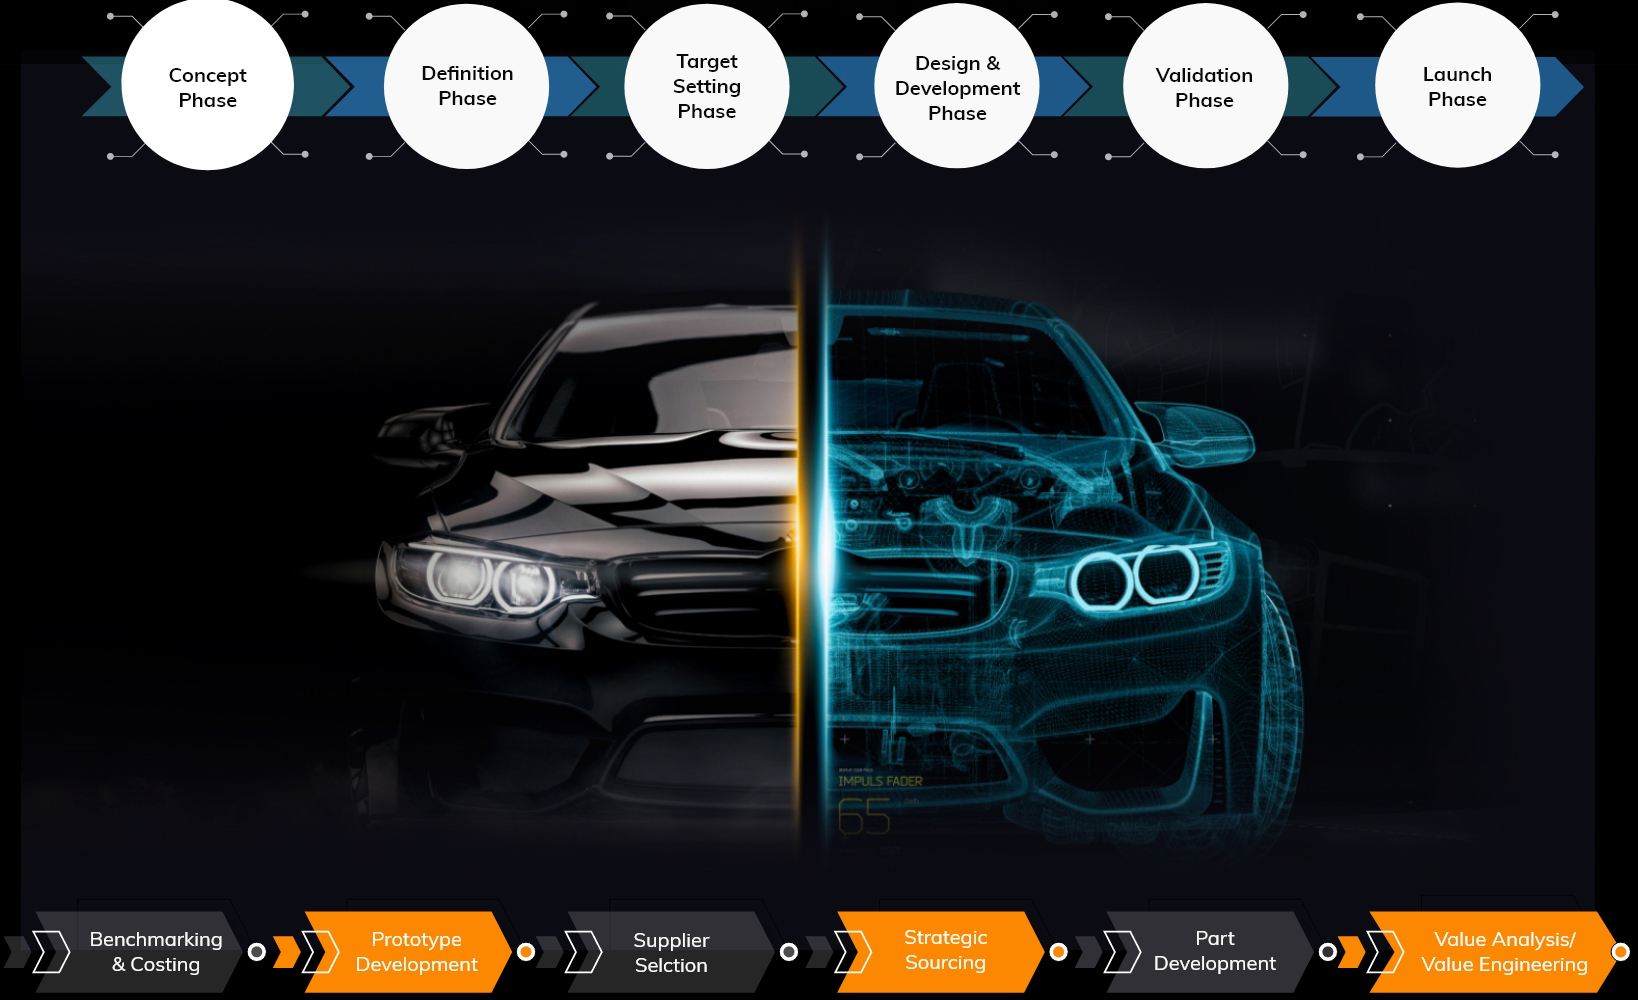 Concept
Phase
Definition
Phase
Target
Setting
Phase
Design &
Development
Phase
Validation
Phase
Launch
Phase
IMPULS FADER
65
Benchmarking
& Costing
Prototype
Development
Supplier
Selction
Strategic
Sourcing
Part
Development
Value Analysis/
Value Engineering